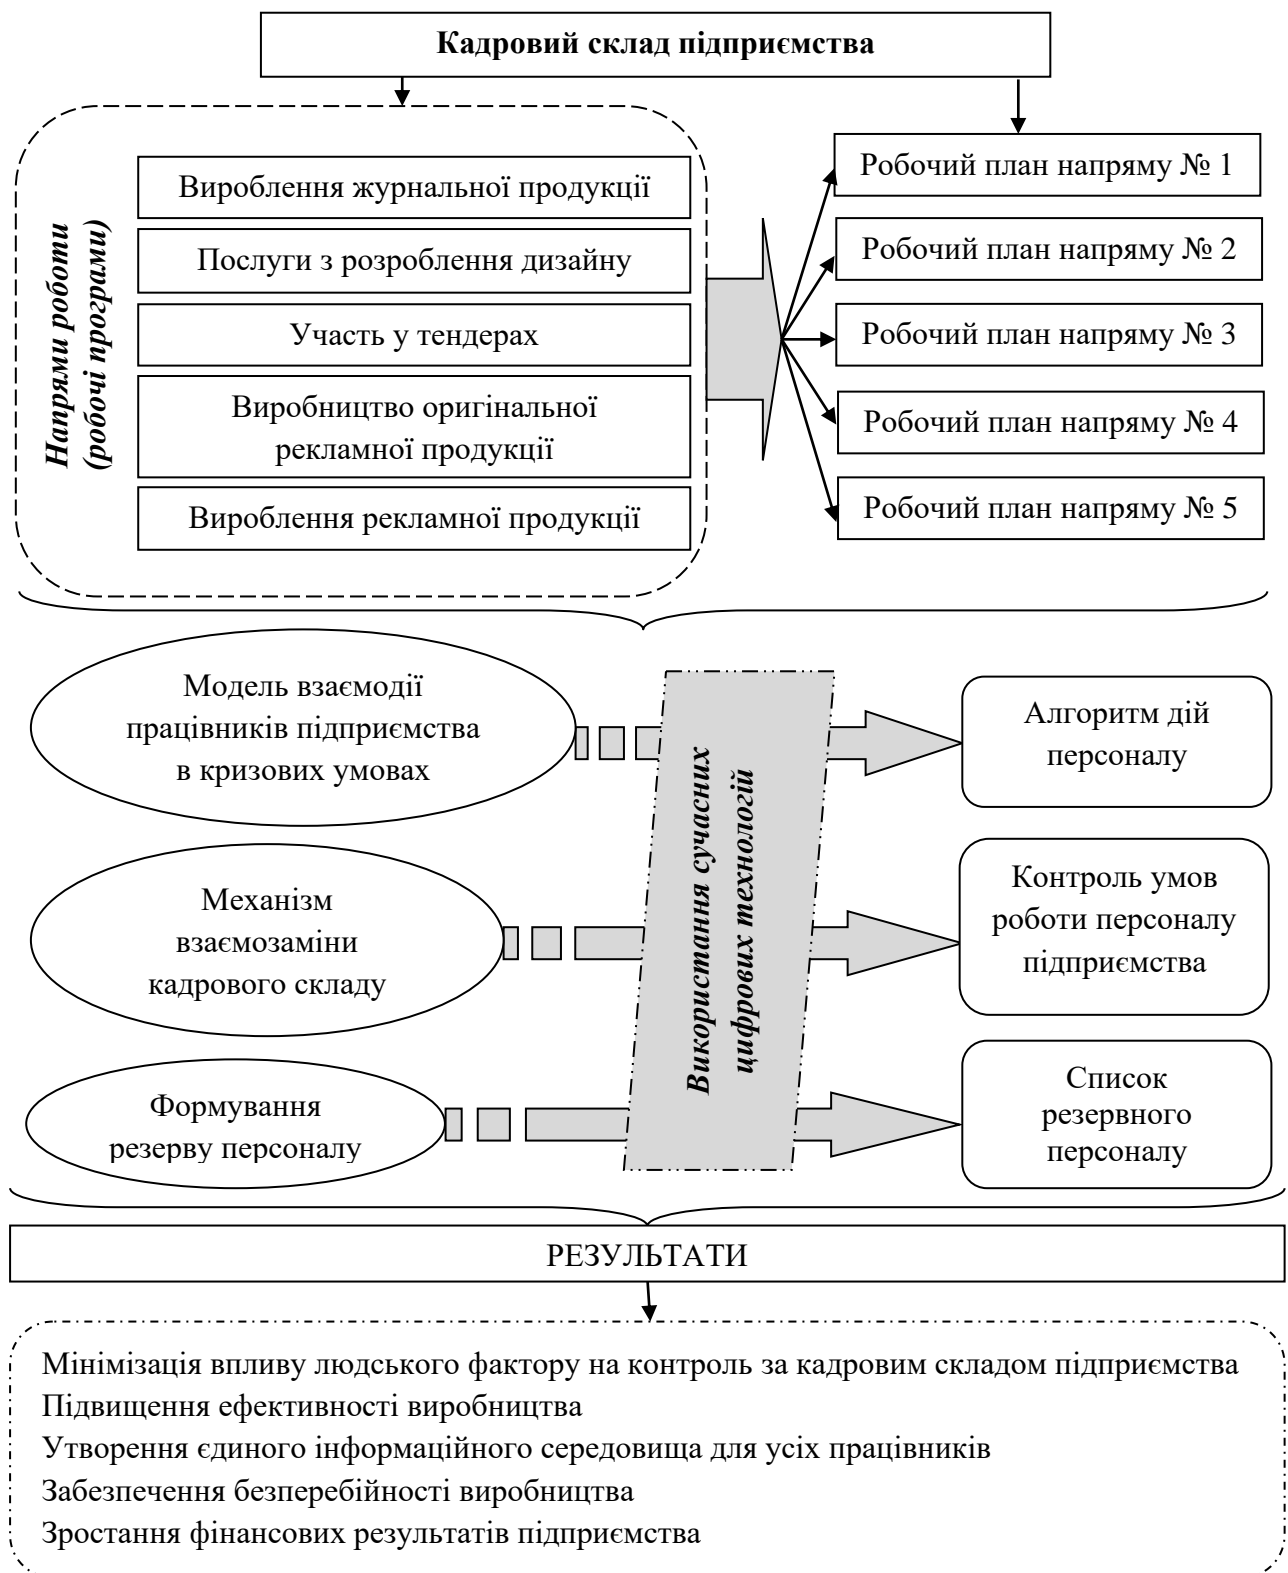 Кадровий склад підприємства
Напрями роботи
(робочі програми)
Вироблення журнальної продукції
Послуги з розроблення дизайну
Участь у тендерах
Виробництво оригінальної
рекламної продукції
Вироблення рекламної продукції
Робочий план напряму № 1
Робочий план напряму № 2
Робочий план напряму № 3
Робочий план напряму № 4
Робочий план напряму № 5
Модель взаємодії
працівників підприємства
в кризових умовах
Механізм
взаємозаміни
кадрового складу
Формування
резерву персоналу
Використання сучасних
цифрових технологій
Алгоритм дій
персоналу
Контроль умов
роботи персоналу
підприємства
Список
резервного
персоналу
РЕЗУЛЬТАТИ
Мінімізація впливу людського фактору на контроль за кадровим складом підприємства
Підвищення ефективності виробництва
Утворення єдиного інформаційного середовища для усіх працівників
Забезпечення безперебійності виробництва
Зростання фінансових результатів підприємства